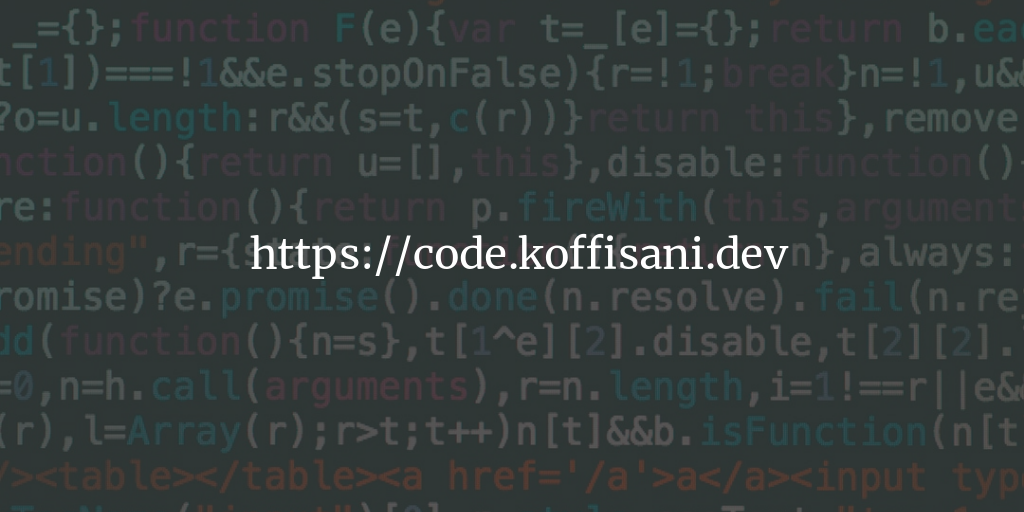 _={};function F(e){var t=_[e]={};return b.ea
t[1])===!1&&e.stopOnFalse){r=!1;break}n=!1,u&
?o=u.length:r&&(s=t,c(r))}return this},remove
nction(){return u=[],this},disable:function()
re:function(){return p.fireWith(this,argument
ending",r={
https://code.koffisani.dev
n},always:
romise)?e.promise().done(n.resolve).fail(n.re
dd(function(){n=s},t[1^e][2].disable,t[2][2].
=0,n=h.call(arguments),r=n.length,i=1!==r||e&
(r),l=Array(r);r>t;t++)n[t]&&b.isFunction(n[t
/><table></table><a href='/a'>a</a><input typ